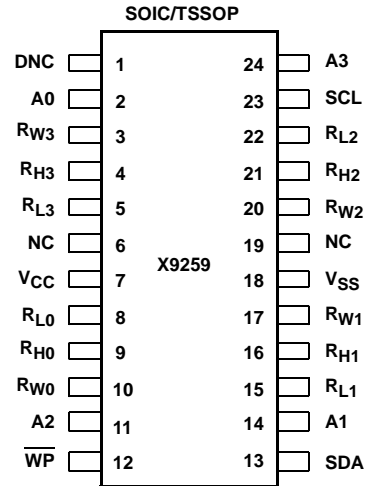 SOIC/TSSOP
DNC 1 24 A3
A0 2 23 SCL
RW3 3 22 RL2
RH3 4 21 RH2
RL3 5 20 RW2
NC 6 19 NC
X9259
VCC 7 18 VSS
RL0 8 17 RW1
RH0 9 16 RH1
RW0 10 15 RL1
A2 11 14 A1
WP 12 13 SDA